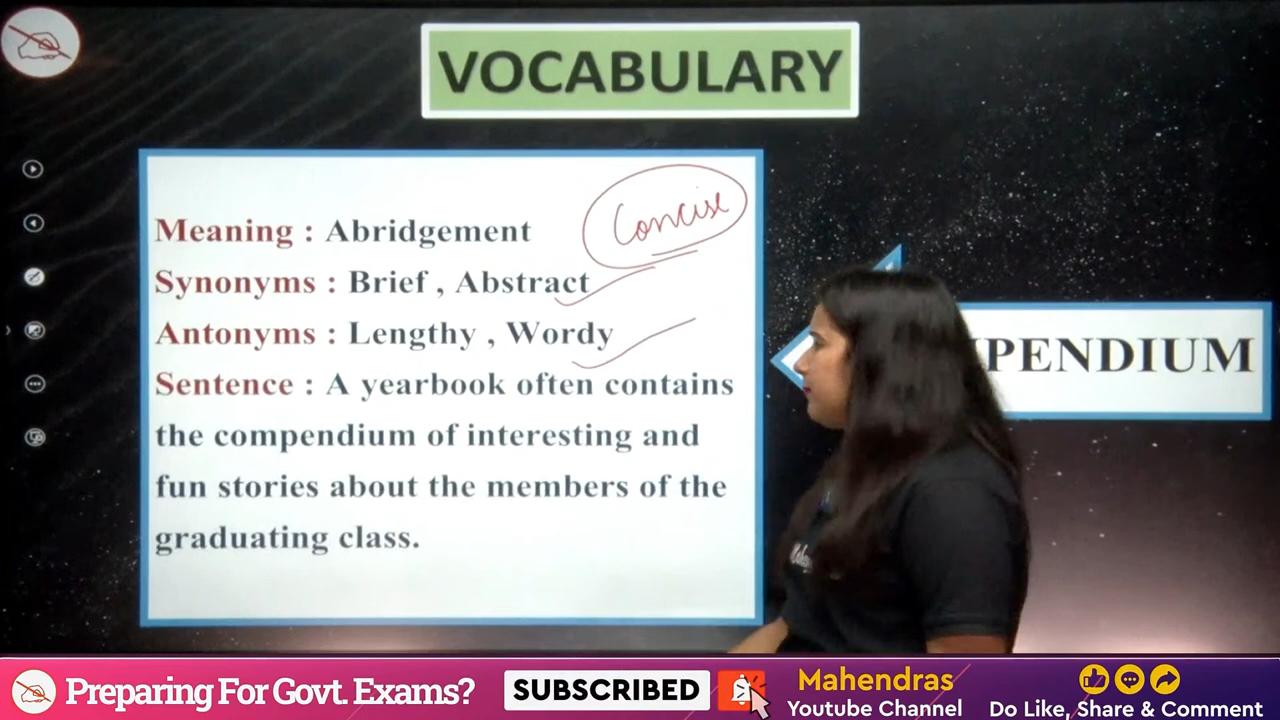 VOCABULARY
Concise
Meaning : Abridgement
Synonyms : Brief , Abstract
Antonyms : Lengthy , Wordy
Sentence : A yearbook often contains
the compendium of interesting and
fun stories about the members of the
graduating class.
PENDIUM
Preparing For Govt. Exams?
SUBSCRIBED
Mahendras
Youtube Channel
Do Like, Share & Comment